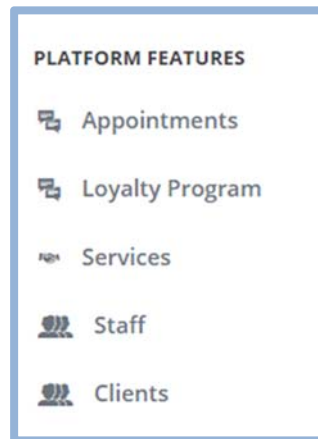 PLATFORM FEATURES
Appointments
Loyalty Program
Services
Staff
Clients